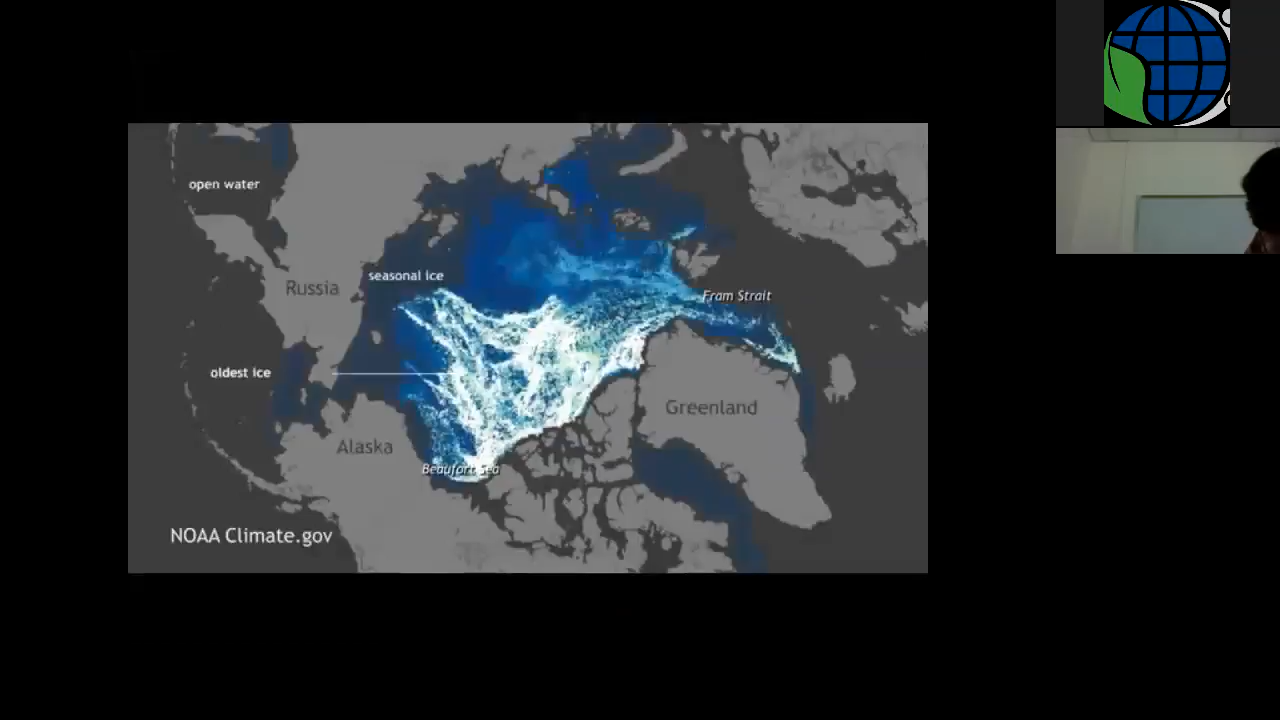 open water
seasonal ice
Russia
Fram Strait
oldest ice
Greenland
Alaska
Beaufort Sea
NOAA Climate.gov